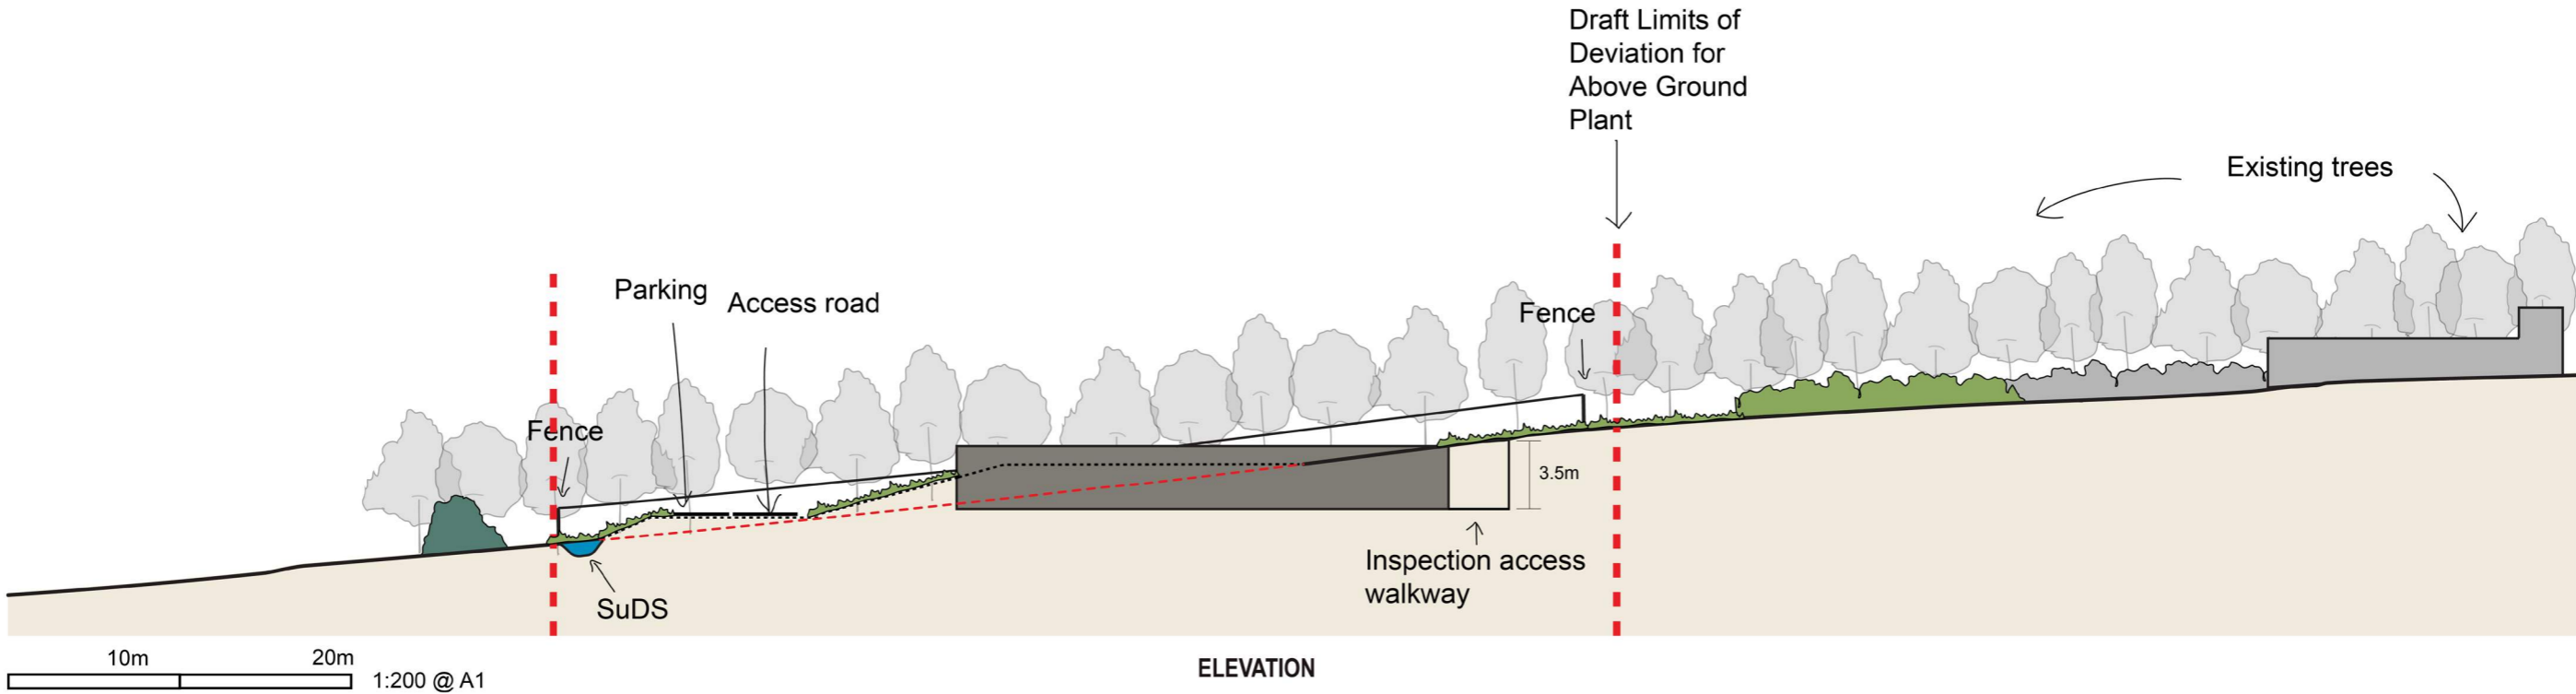 Draft Limits of
Deviation for
Above Ground
Plant
Existing trees
Parking
Access road
Fence
Fence
3.5m
Inspection access
walkway
SuDS
10m
20m
1:200 @ A1
ELEVATION